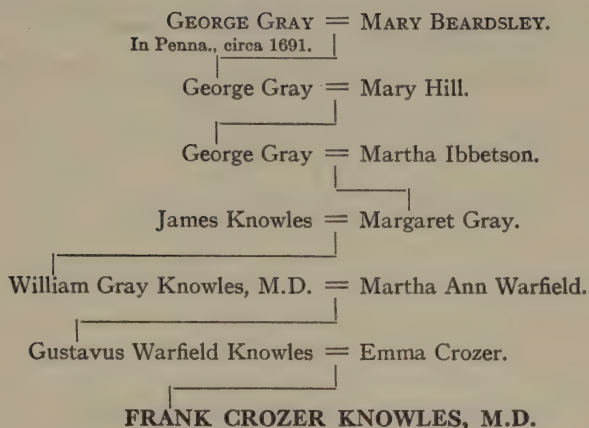 GEORGE GRAY = MARY BEARDSLEY.
In Penna., circa 1691.
George Gray = Mary Hill.
George Gray = Martha Ibbetson.
James Knowles = Margaret Gray.
William Gray Knowles, M.D. = Martha Ann Warfield.
Gustavus Warfield Knowles = Emma Crozer.
FRANK CROZER KNOWLES, M.D.